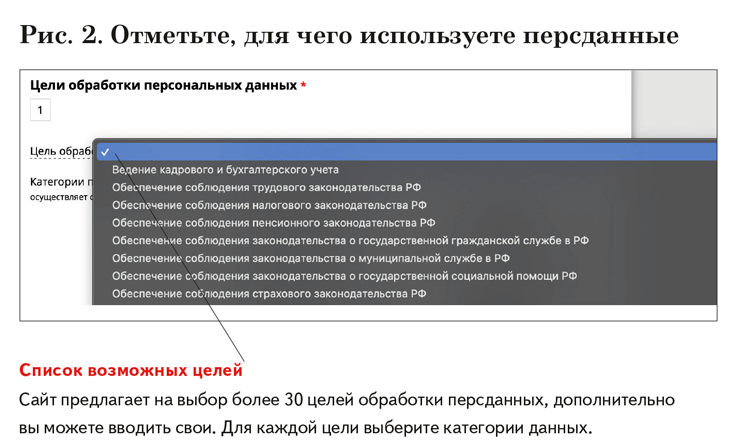 Рис. 2. Отметьте, для чего используете персданные
Цели обработки персональных данных *
1
Цель обраб
✓
Ведение кадрового и бухгалтерского учета
Обеспечение соблюдения трудового законодательства РФ
Категории п
осуществляет с
Обеспечение соблюдения налогового законодательства РФ
Обеспечение соблюдения пенсионного законодательства РФ
Обеспечение соблюдения законодательства о государственной гражданской службе в РФ
Обеспечение соблюдения законодательства о муниципальной службе в РФ
Обеспечение соблюдения законодательства о государственной социальной помощи РФ
Обеспечение соблюдения страхового законодательства РФ
Список возможных целей
Сайт предлагает на выбор более 30 целей обработки персданных, дополнительно
вы можете вводить свои. Для каждой цели выберите категории данных.